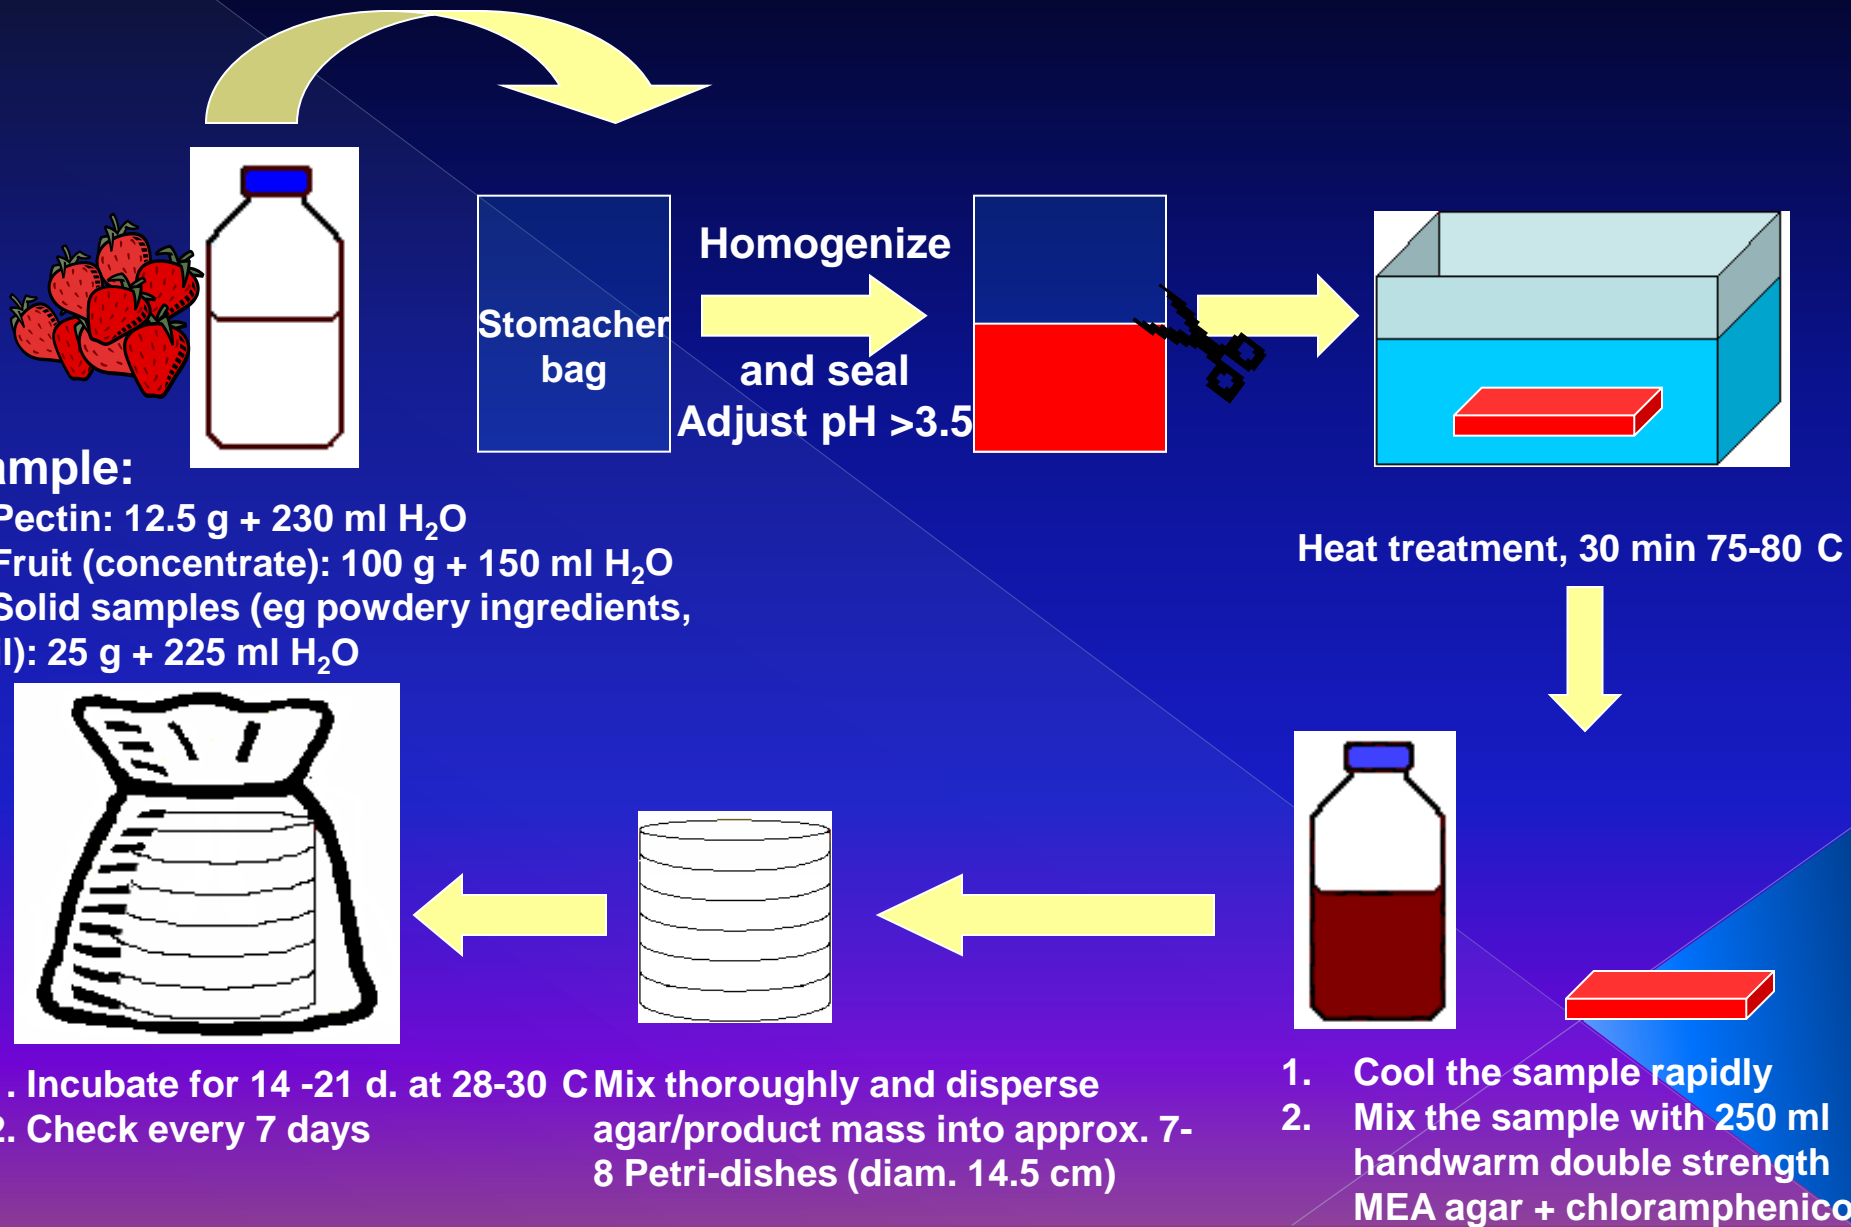 Homogenize
Stomacher
bag
and seal
Adjust pH >3.5
ample:
Pectin: 12.5 g + 230 ml H₂O
Fruit (concentrate): 100 g + 150 ml H₂O
Solid samples (eg powdery ingredients,
il): 25 g + 225 ml H₂O
Heat treatment, 30 min 75-80 C
1. Cool the sample rapidly
2. Mix the sample with 250 ml
handwarm double strength
MEA agar + chloramphenico
Mix thoroughly and disperse
agar/product mass into approx. 7-
8 Petri-dishes (diam. 14.5 cm)
. Incubate for 14 -21 d. at 28-30 C
2. Check every 7 days